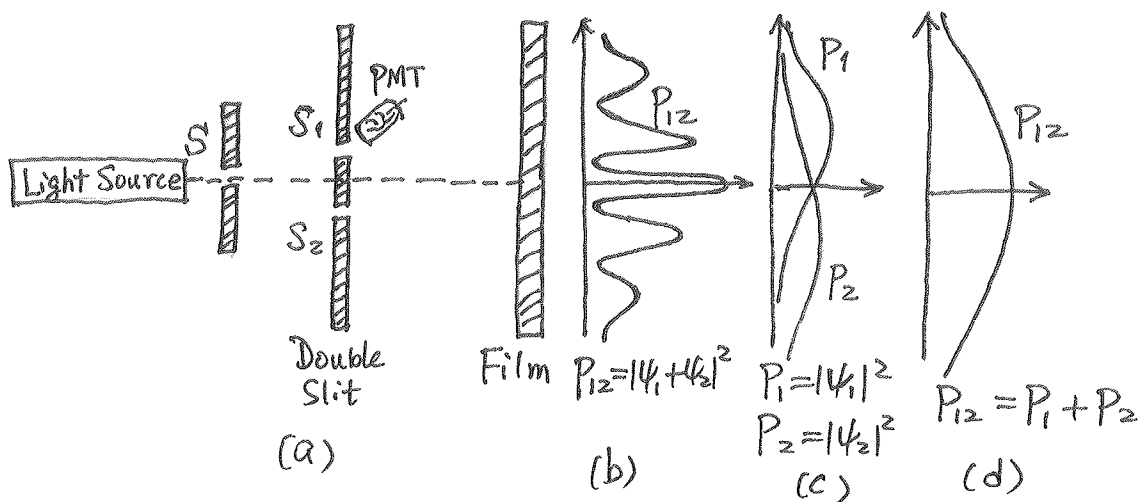 Light Source
S
S₁
S₂
PMT
Double
Slit
(a)
Film
P₁₂
P₁₂=|ψ₁+ψ₂|²
(b)
P₁
P₂
P₁=|ψ₁|²
P₂=|ψ₂|²
(c)
P₁₂
P₁₂=P₁+P₂
(d)